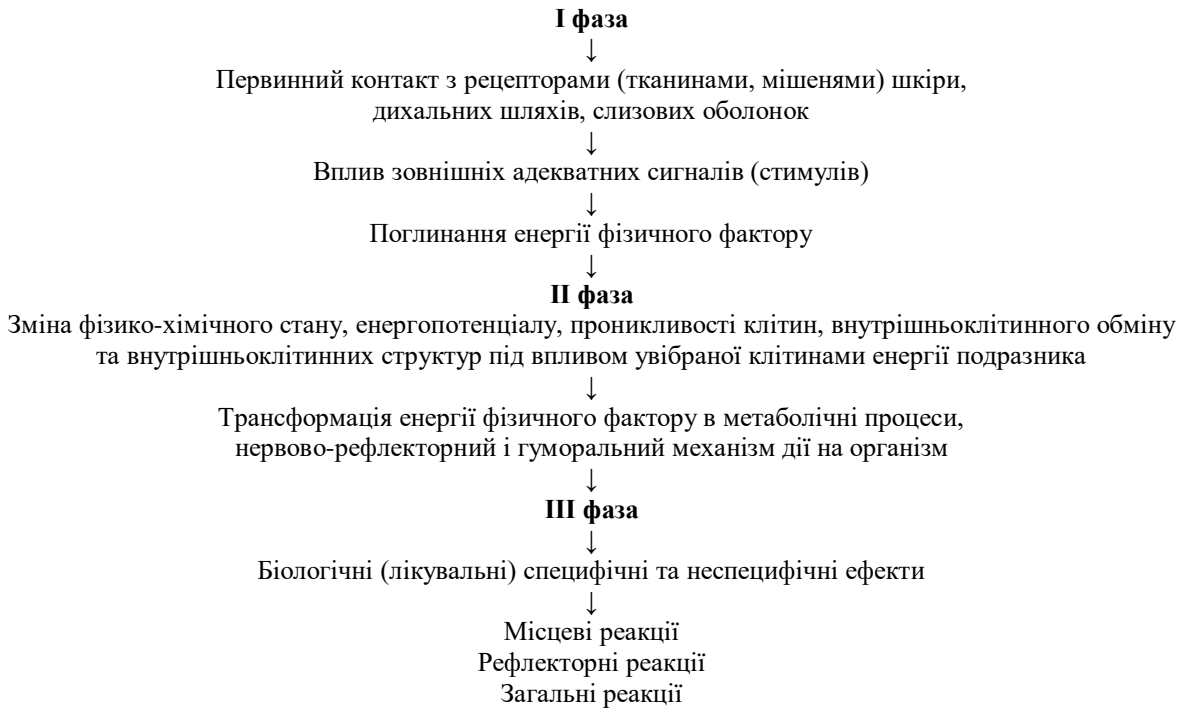 I фаза
↓
Первинний контакт з рецепторами (тканинами, мішенями) шкіри,
дихальних шляхів, слизових оболонок
↓
Вплив зовнішніх адекватних сигналів (стимулів)
↓
Поглинання енергії фізичного фактору
↓
II фаза
Зміна фізико-хімічного стану, енергопотенціалу, проникливості клітин, внутрішньоклітинного обміну
та внутрішньоклітинних структур під впливом увібраної клітинами енергії подразника
↓
Трансформація енергії фізичного фактору в метаболічні процеси,
нервово-рефлекторний і гуморальний механізм дії на організм
↓
III фаза
↓
Біологічні (лікувальні) специфічні та неспецифічні ефекти
↓
Місцеві реакції
Рефлекторні реакції
Загальні реакції